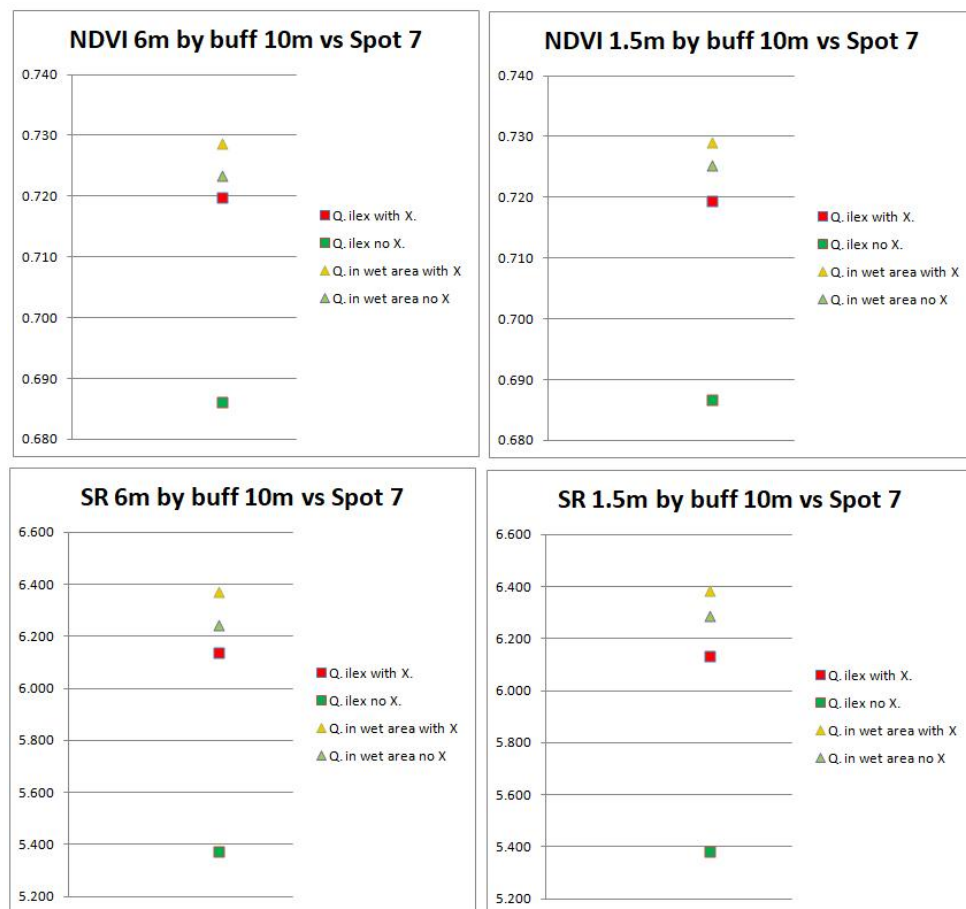 NDVI 6m by buff 10m vs Spot 7
0.740
0.730
0.720
0.710
0.700
0.690
0.680
Q. ilex with X.
Q. ilex no X.
Q. in wet area with X
Q. in wet area no X
NDVI 1.5m by buff 10m vs Spot 7
0.740
0.730
0.720
0.710
0.700
0.690
0.680
Q. ilex with X.
Q. ilex no X.
Q. in wet area with X
Q. in wet area no X
SR 6m by buff 10m vs Spot 7
6.600
6.400
6.200
6.000
5.800
5.600
5.400
5.200
Q. ilex with X.
Q. ilex no X.
Q. in wet area with X
Q. in wet area no X
SR 1.5m by buff 10m vs Spot 7
6.600
6.400
6.200
6.000
5.800
5.600
5.400
5.200
Q. ilex with X.
Q. ilex no X.
Q. in wet area with X
Q. in wet area no X